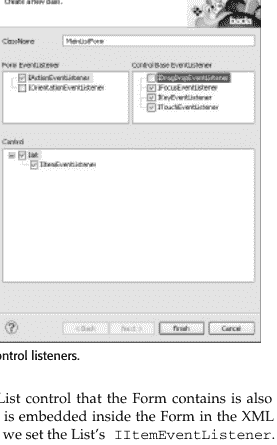 Create a new class.
bada
ClassName
MainListForm
Form EventListener
Control Base EventListener
IActionEventListener
IOrientationEventListener
IDragDropEventListener
IFocusEventListener
IKeyEventListener
ITouchEventListener
Control
list
IItemEventListener
?
< Back
Next >
Finish
Cancel
ontrol listeners.
List control that the Form contains is also
is embedded inside the Form in the XML
we set the List's IItemEventListener.